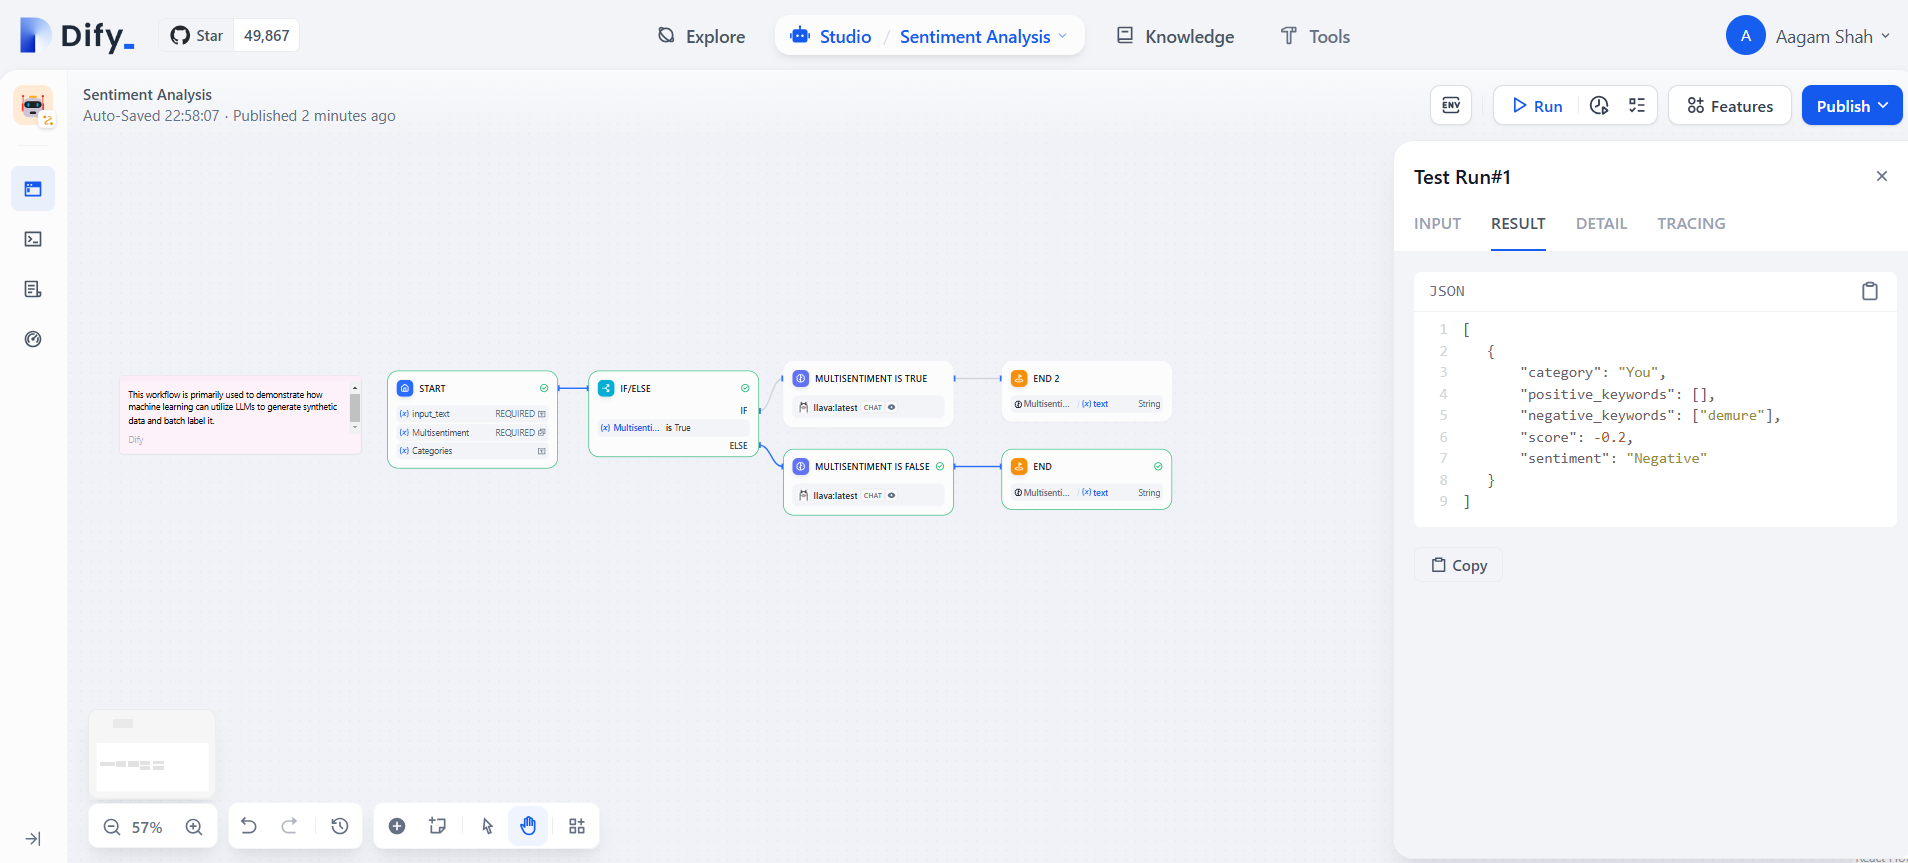 Dify_
Star 49,867
Explore
Studio / Sentiment Analysis
Knowledge
Tools
A Aagam Shah
Sentiment Analysis
Auto-Saved 22:58:07 · Published 2 minutes ago
ENV
Run
Features
Publish
This workflow is primarily used to demonstrate how
machine learning can utilize LLMs to generate synthetic
data and batch label it.
Dify
START
{x} input_text REQUIRED
{x} Multisentiment REQUIRED
{x} Categories
IF/ELSE
IF
{x} Multisenti... is True
ELSE
MULTISENTIMENT IS TRUE
llava:latest CHAT
END 2
Multisenti... / {x} text String
MULTISENTIMENT IS FALSE
llava:latest CHAT
END
Multisenti... / {x} text String
57%
Test Run#1
INPUT RESULT DETAIL TRACING
JSON
1 [
2 {
3 "category": "You",
4 "positive_keywords": [],
5 "negative_keywords": ["demure"],
6 "score": -0.2,
7 "sentiment": "Negative"
8 }
9 ]
Copy